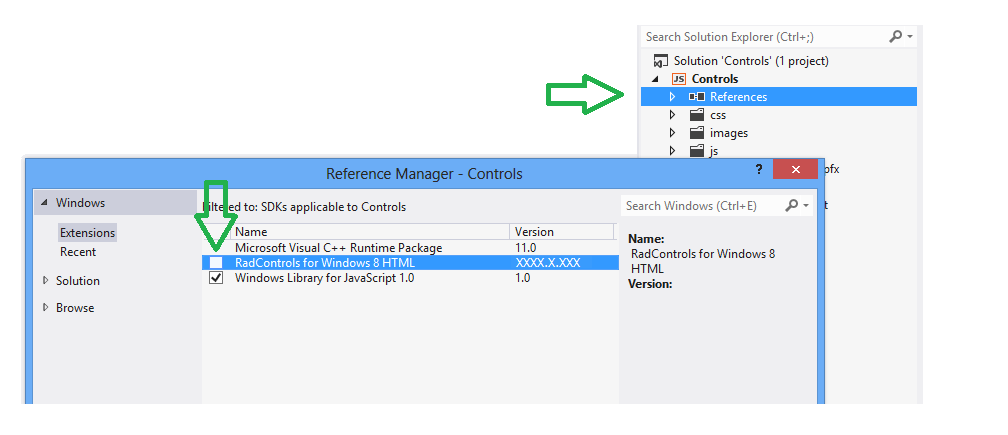 Search Solution Explorer (Ctrl+;)
Solution 'Controls' (1 project)
JS Controls
References
css
images
js
pfx
t
Reference Manager - Controls
?
Windows
Extensions
Recent
Solution
Browse
Filtered to: SDKs applicable to Controls
Name Version
Microsoft Visual C++ Runtime Package 11.0
RadControls for Windows 8 HTML XXXX.X.XXX
Windows Library for JavaScript 1.0 1.0
Search Windows (Ctrl+E)
Name:
RadControls for Windows 8
HTML
Version: